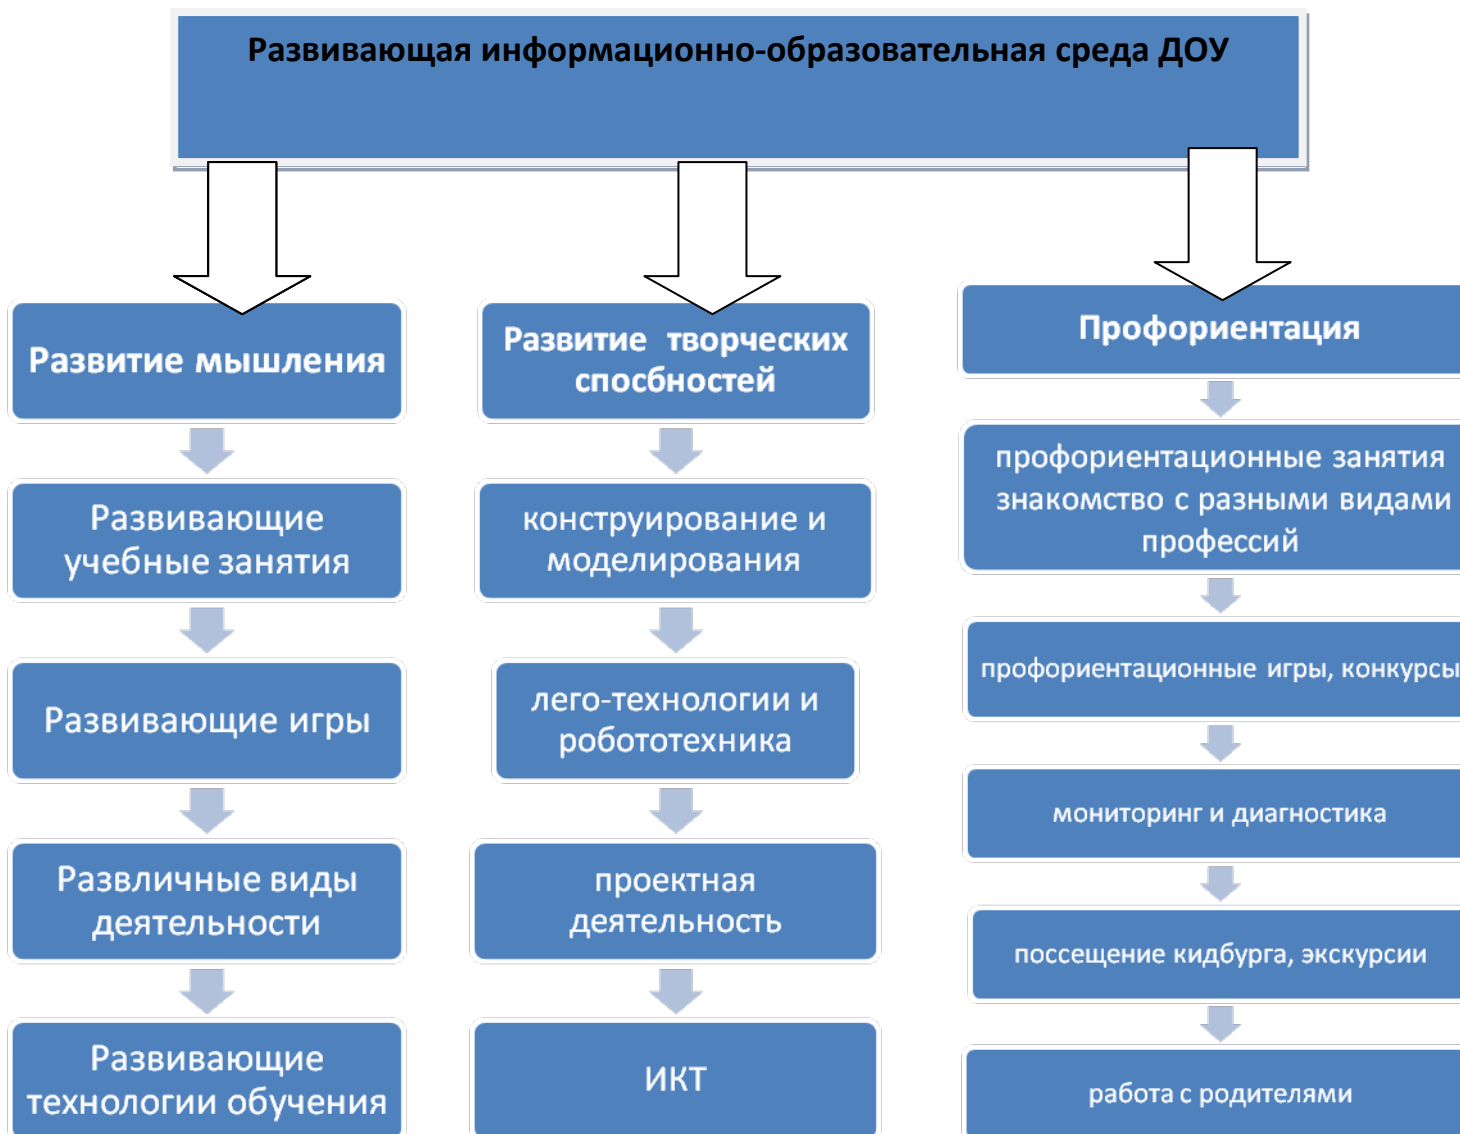 Развивающая информационно-образовательная среда ДОУ
Развитие мышления
Развивающие
учебные занятия
Развивающие игры
Развличные виды
деятельности
Развивающие
технологии обучения
Развитие творческих
спосбностей
конструирование и
моделирования
лего-технологии и
робототехника
проектная
деятельность
ИКТ
Профориентация
профориентационные занятия
знакомство с разными видами
профессий
профориентационные игры, конкурсы
мониторинг и диагностика
поссещение кидбурга, экскурсии
работа с родителями